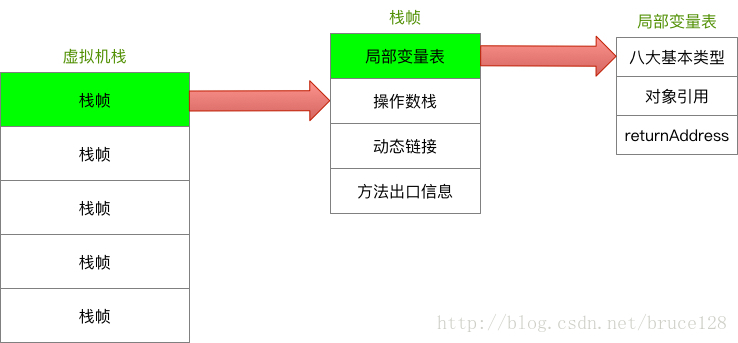 虚拟机栈
栈帧
栈帧
栈帧
栈帧
栈帧
栈帧
局部变量表
操作数栈
动态链接
方法出口信息
局部变量表
八大基本类型
对象引用
returnAddress
http://blog.csdn.net/bruce128